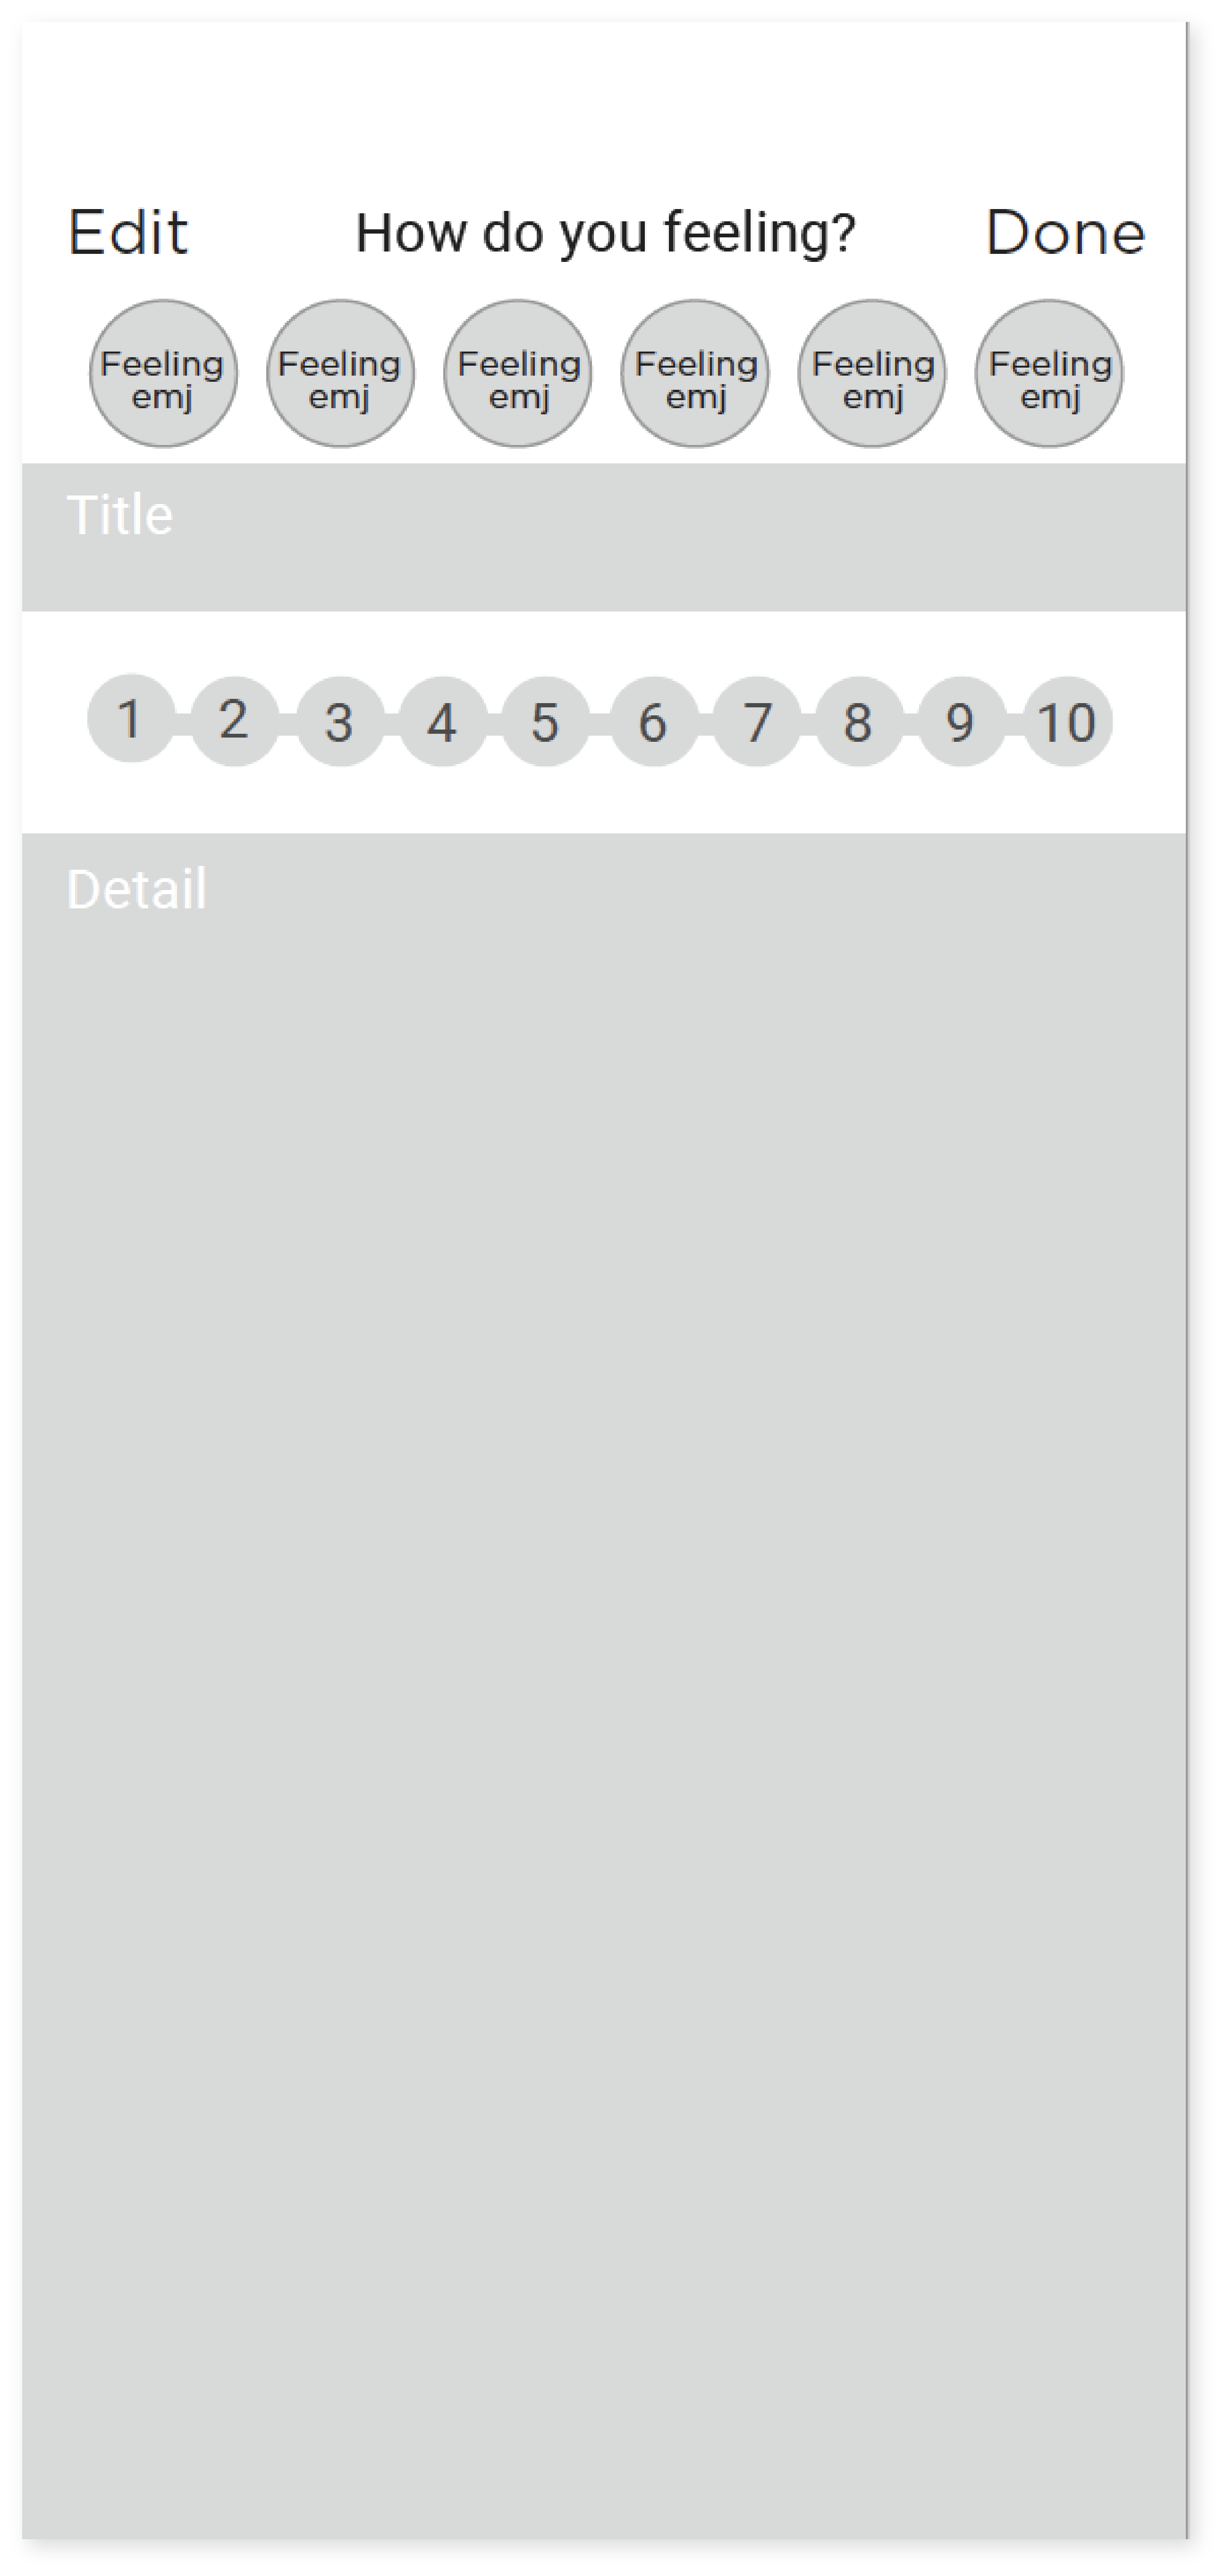 Edit How do you feeling? Done
Feeling Feeling Feeling Feeling Feeling Feeling
emj emj emj emj emj emj
Title
1 2 3 4 5 6 7 8 9 10
Detail